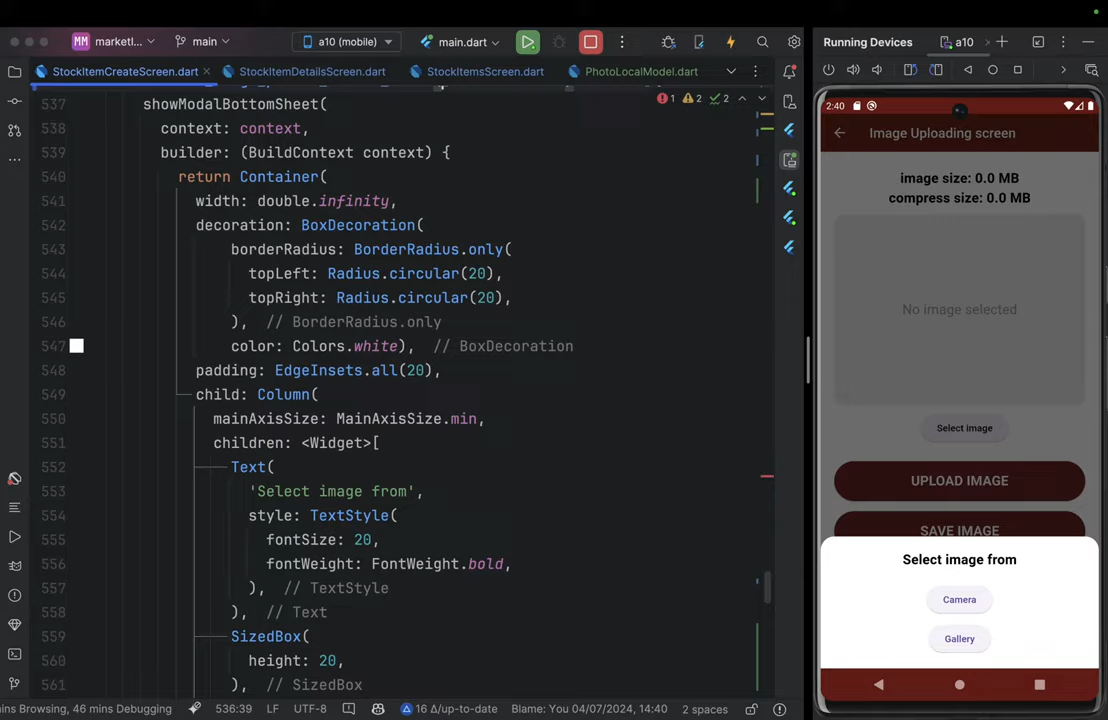 MM marketl...
main
a10 (mobile)
main.dart
Running Devices
a10
StockItemCreateScreen.dart
StockItemDetailsScreen.dart
StockItemsScreen.dart
PhotoLocalModel.dart
1 2 2
537 showModalBottomSheet(
538 context: context,
539 builder: (BuildContext context) {
540 return Container(
541 width: double.infinity,
542 decoration: BoxDecoration(
543 borderRadius: BorderRadius.only(
544 topLeft: Radius.circular(20),
545 topRight: Radius.circular(20),
546 ), // BorderRadius.only
547 color: Colors.white), // BoxDecoration
548 padding: EdgeInsets.all(20),
549 child: Column(
550 mainAxisSize: MainAxisSize.min,
551 children: <Widget>[
552 Text(
553 'Select image from',
554 style: TextStyle(
555 fontSize: 20,
556 fontWeight: FontWeight.bold,
557 ), // TextStyle
558 ), // Text
559 SizedBox(
560 height: 20,
561 ), // SizedBox
ins Browsing, 46 mins Debugging
536:39
LF
UTF-8
16 Δ/up-to-date
Blame: You 04/07/2024, 14:40
2 spaces
2:40
Image Uploading screen
image size: 0.0 MB
compress size: 0.0 MB
No image selected
Select image
UPLOAD IMAGE
SAVE IMAGE
Select image from
Camera
Gallery